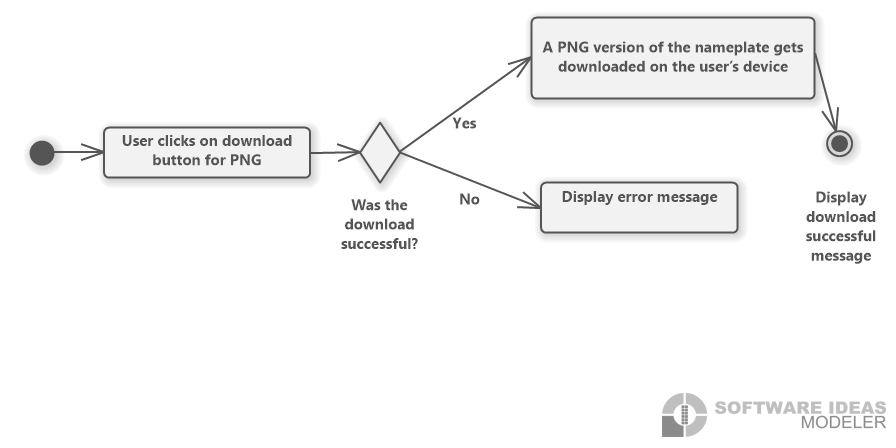 User clicks on download
button for PNG
Was the
download
successful?
Yes
No
A PNG version of the nameplate gets
downloaded on the user's device
Display error message
Display
download
successful
message
SOFTWARE IDEAS
MODELER